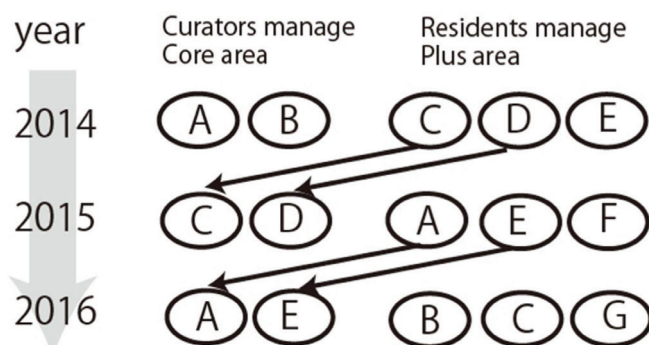 year
Curators manage
Core area
Residents manage
Plus area
2014 A B C D E
2015 C D A E F
2016 A E B C G